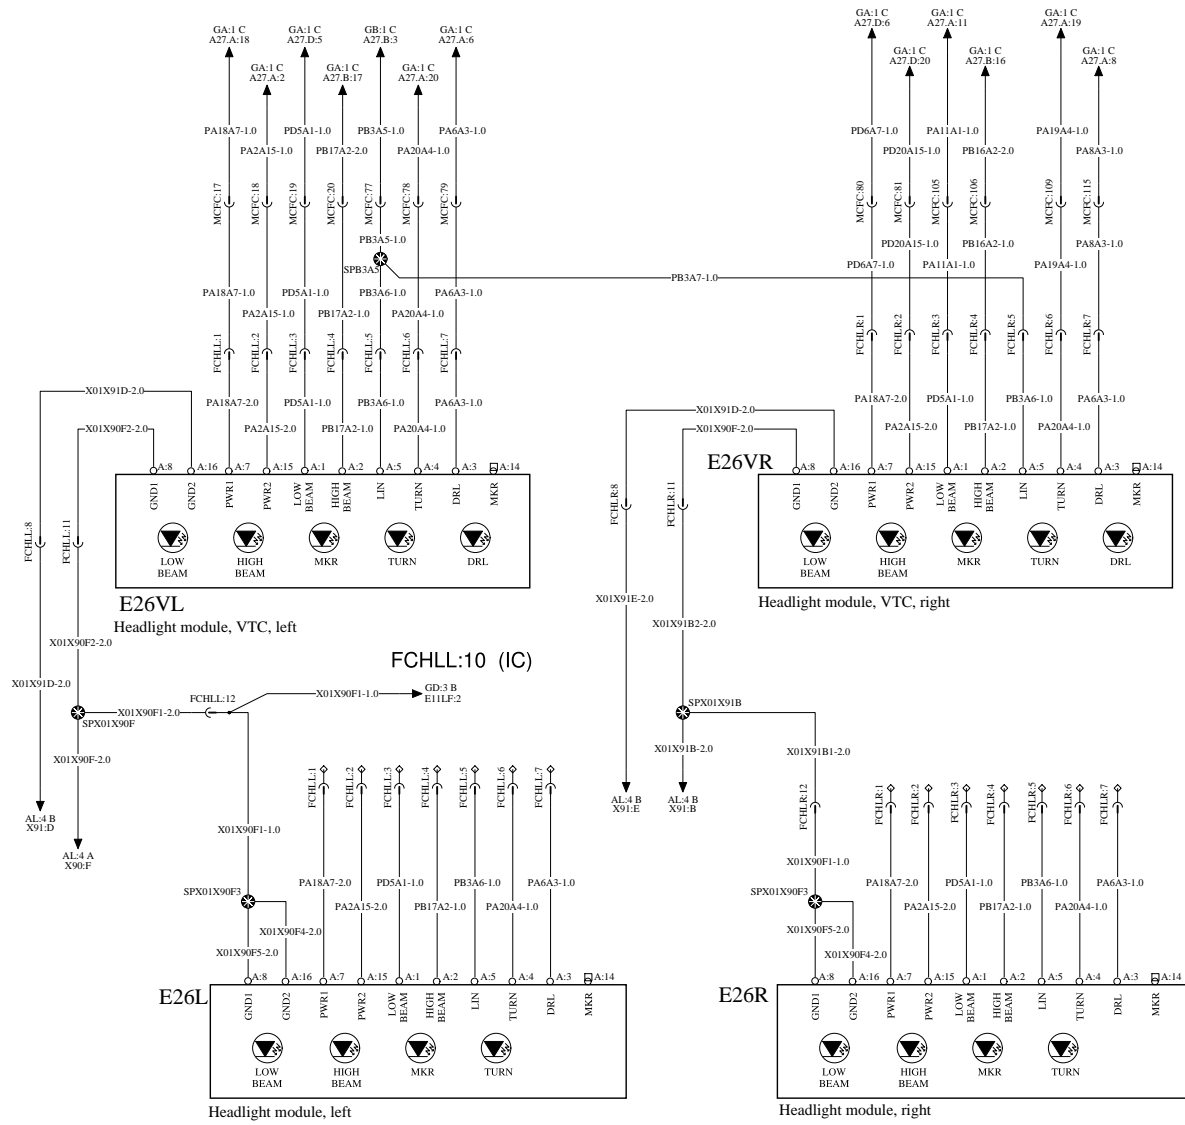 GA:1 C
A27.A:18
GA:1 C
A27.D:5
GB:1 C
A27.B:3
GA:1 C
A27.A:6
GA:1 C
A27.A:2
GA:1 C
A27.B:17
GA:1 C
A27.A:20
GA:1 C
A27.D:6
GA:1 C
A27.A:11
GA:1 C
A27.A:19
GA:1 C
A27.D:20
GA:1 C
A27.B:16
GA:1 C
A27.A:8
PA18A7-1.0
PD5A1-1.0
PB3A5-1.0
PA6A3-1.0
PA2A15-1.0
PB17A2-2.0
PA20A4-1.0
PD6A7-1.0
PA11A1-1.0
PA19A4-1.0
PD20A15-1.0
PB16A2-2.0
PA8A3-1.0
MCFC:17
MCFC:18
MCFC:19
MCFC:20
MCFC:77
MCFC:78
MCFC:79
MCFC:80
MCFC:81
MCFC:105
MCFC:106
MCFC:109
MCFC:115
PB3A5-1.0
SPB3A5
PD20A15-1.0
PB16A2-1.0
PA8A3-1.0
PD6A7-1.0
PA11A1-1.0
PA19A4-1.0
PB3A7-1.0
PA18A7-1.0
PD5A1-1.0
PB3A6-1.0
PA6A3-1.0
PA2A15-1.0
PB17A2-1.0
PA20A4-1.0
FCHLL:1
FCHLL:2
FCHLL:3
FCHLL:4
FCHLL:5
FCHLL:6
FCHLL:7
FCHLR:1
FCHLR:2
FCHLR:3
FCHLR:4
FCHLR:5
FCHLR:6
FCHLR:7
X01X91D-2.0
X01X90F2-2.0
PA18A7-2.0
PD5A1-1.0
PB3A6-1.0
PA6A3-1.0
PA2A15-2.0
PB17A2-1.0
PA20A4-1.0
X01X91D-2.0
X01X90F-2.0
PA18A7-2.0
PD5A1-1.0
PB3A6-1.0
PA6A3-1.0
PA2A15-2.0
PB17A2-1.0
PA20A4-1.0
A:8
A:16
A:7
A:15
A:1
A:2
A:5
A:4
A:3
A:14
E26VR
A:8
A:16
A:7
A:15
A:1
A:2
A:5
A:4
A:3
A:14
GND1
GND2
PWR1
PWR2
LOW
BEAM
HIGH
BEAM
LIN
TURN
DRL
MKR
GND1
GND2
PWR1
PWR2
LOW
BEAM
HIGH
BEAM
LIN
TURN
DRL
MKR
FCHLL:8
FCHLL:11
FCHLR:8
FCHLR:11
LOW
BEAM
HIGH
BEAM
MKR
TURN
DRL
LOW
BEAM
HIGH
BEAM
MKR
TURN
DRL
E26VL
Headlight module, VTC, left
Headlight module, VTC, right
X01X91E-2.0
X01X91B2-2.0
X01X90F2-2.0
FCHLL:10 (IC)
X01X91D-2.0
FCHLL:12
X01X90F1-1.0
GD:3 B
E11LF:2
X01X90F1-2.0
SPX01X90F
SPX01X91B
X01X90F-2.0
X01X91B-2.0
X01X91B1-2.0
AL:4 B
X91:D
AL:4 A
X90:F
AL:4 B
X91:E
AL:4 B
X91:B
FCHLL:1
FCHLL:2
FCHLL:3
FCHLL:4
FCHLL:5
FCHLL:6
FCHLL:7
FCHLR:12
FCHLR:1
FCHLR:2
FCHLR:3
FCHLR:4
FCHLR:5
FCHLR:6
FCHLR:7
X01X90F1-1.0
X01X90F1-1.0
SPX01X90F3
PA18A7-2.0
PD5A1-1.0
PB3A6-1.0
PA6A3-1.0
SPX01X90F3
PA18A7-2.0
PD5A1-1.0
PB3A6-1.0
PA6A3-1.0
PA2A15-2.0
PB17A2-1.0
PA20A4-1.0
PA2A15-2.0
PB17A2-1.0
PA20A4-1.0
X01X90F4-2.0
X01X90F5-2.0
X01X90F5-2.0
X01X90F4-2.0
A:8
A:16
A:7
A:15
A:1
A:2
A:5
A:4
A:3
A:14
A:8
A:16
A:7
A:15
A:1
A:2
A:5
A:4
A:3
A:14
E26L
E26R
GND1
GND2
PWR1
PWR2
LOW
BEAM
HIGH
BEAM
LIN
TURN
DRL
MKR
GND1
GND2
PWR1
PWR2
LOW
BEAM
HIGH
BEAM
LIN
TURN
DRL
MKR
LOW
BEAM
HIGH
BEAM
MKR
TURN
LOW
BEAM
HIGH
BEAM
MKR
TURN
Headlight module, left
Headlight module, right